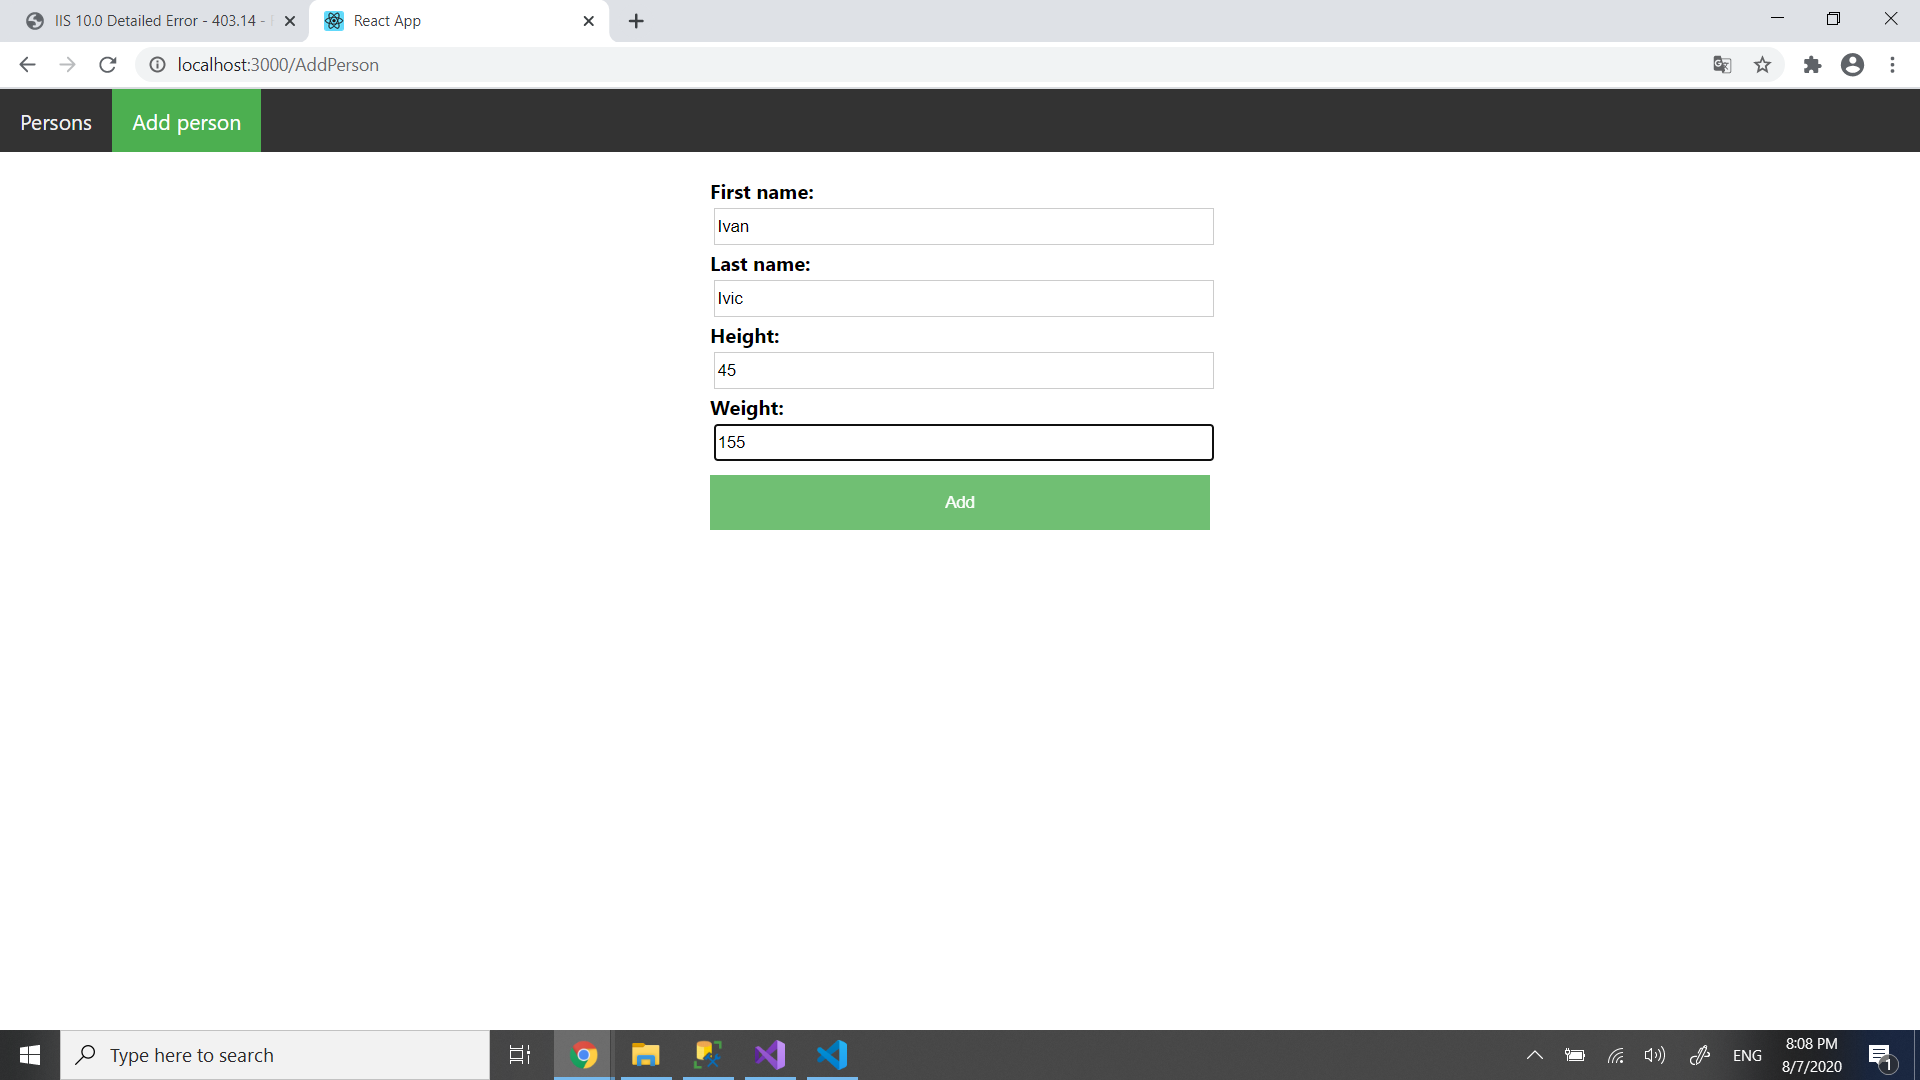 IIS 10.0 Detailed Error - 403.14 -
React App
localhost:3000/AddPerson
Persons
Add person
First name:
Ivan
Last name:
Ivic
Height:
45
Weight:
155
Add
Type here to search
ENG
8:08 PM
8/7/2020
1